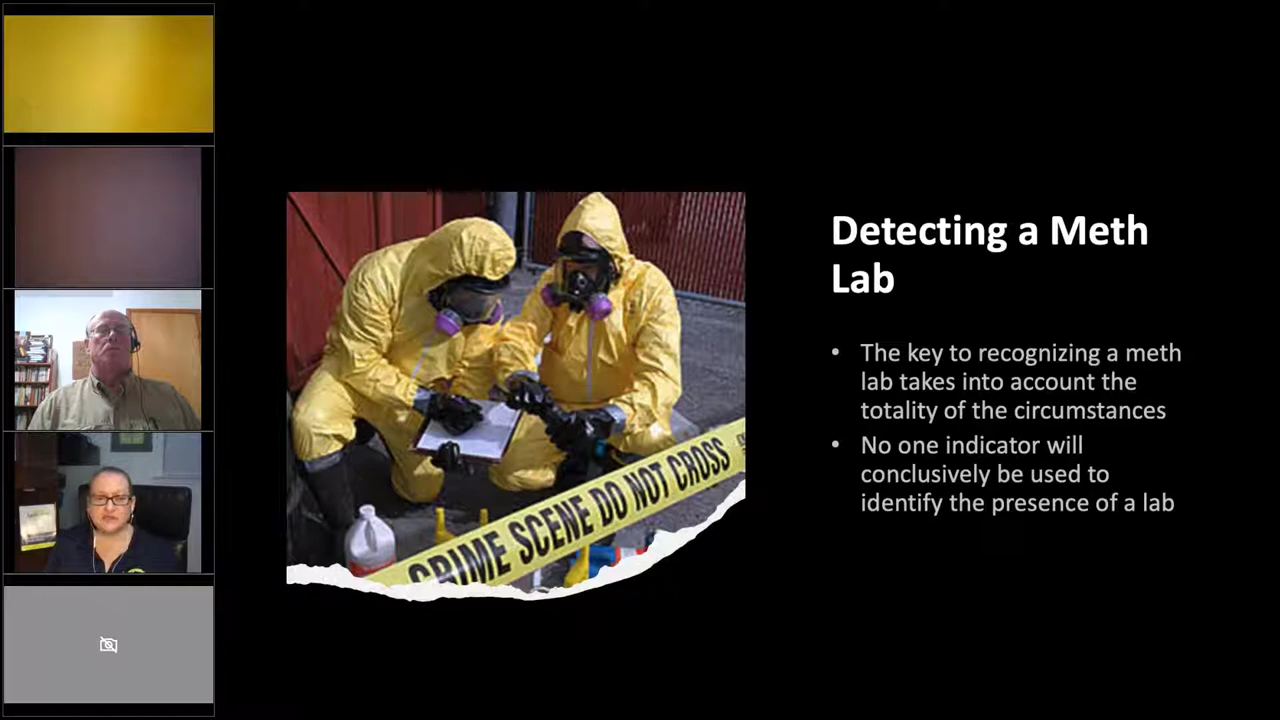 Detecting a Meth
Lab
• The key to recognizing a meth
lab takes into account the
totality of the circumstances
• No one indicator will
conclusively be used to
identify the presence of a lab
CRIME SCENE DO NOT CROSS